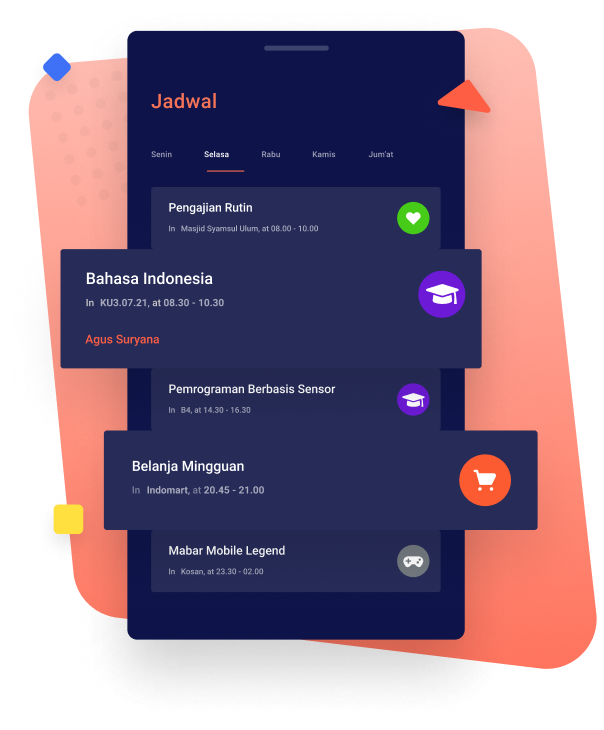 Jadwal
Senin Selasa Rabu Kamis Jum'at
Pengajian Rutin
In Masjid Syamsul Ulum, at 08.00 - 10.00
Bahasa Indonesia
In KU3.07.21, at 08.30 - 10.30
Agus Suryana
Pemrograman Berbasis Sensor
In B4, at 14.30 - 16.30
Belanja Mingguan
In Indomart, at 20.45 - 21.00
Mabar Mobile Legend
In Kosan, at 23.30 - 02.00